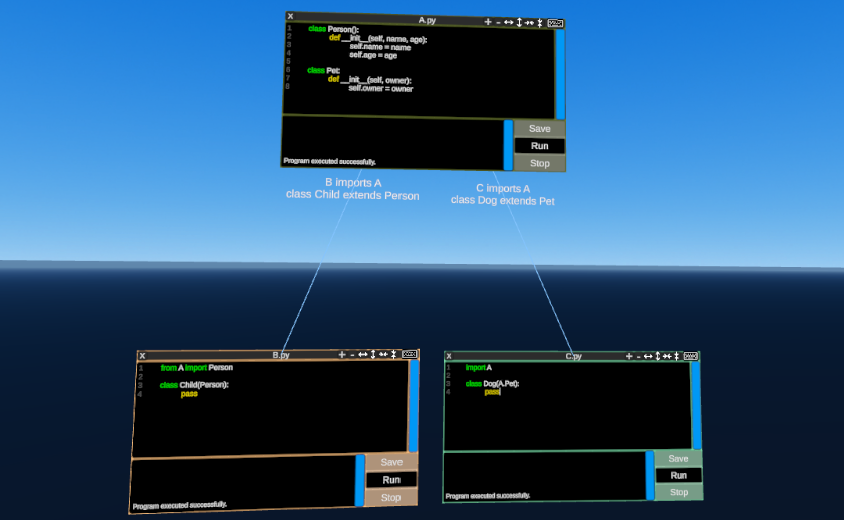 X A.py + -
1 class Person():
2 def __init__(self, name, age):
3 self.name = name
4 self.age = age
5
6 class Pet:
7 def __init__(self, owner):
8 self.owner = owner
Save
Run
Stop
Program executed successfully.
B imports A
class Child extends Person
C imports A
class Dog extends Pet
X B.py + -
1 from A import Person
2
3 class Child(Person):
4 pass
Save
Run
Stop
Program executed successfully.
X C.py + -
1 import A
2
3 class Dog(A.Pet):
4 pass
Save
Run
Stop
Program executed successfully.